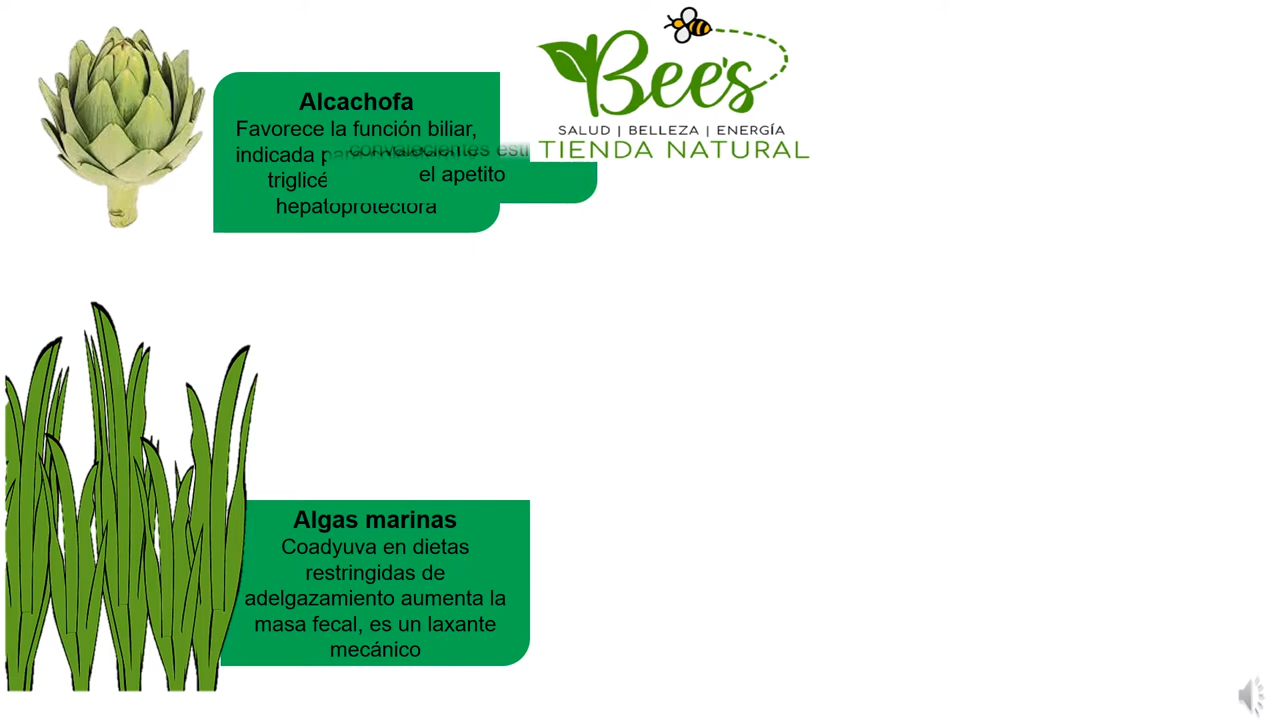 Bee's
SALUD | BELLEZA | ENERGÍA
TIENDA NATURAL
Alcachofa
Favorece la función biliar,
indicada
convalecientes
el apetito
hepatoprotectora
Algas marinas
Coadyuva en dietas
restringidas de
adelgazamiento aumenta la
masa fecal, es un laxante
mecánico